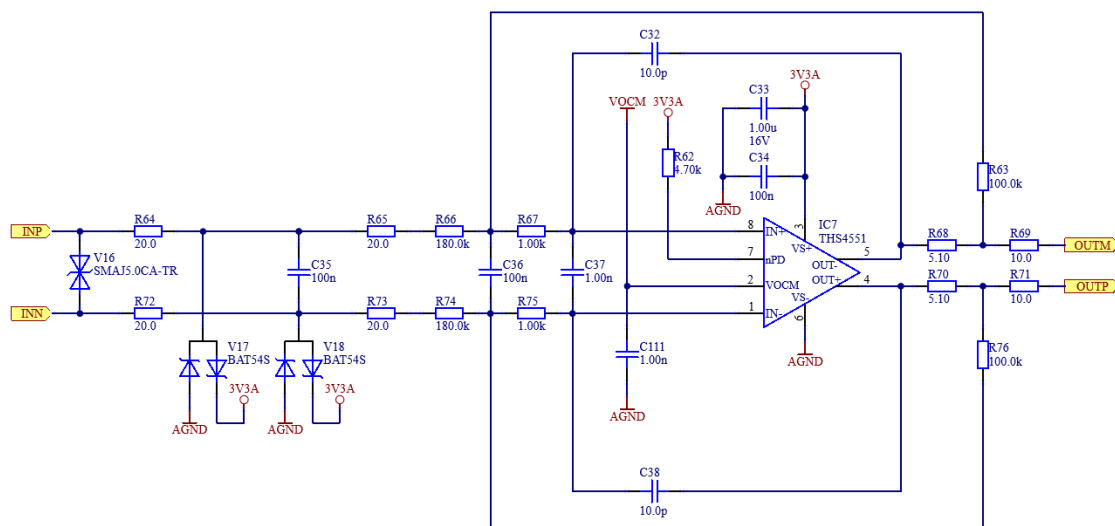 C32
10.0p
3V3A
C33
1.00u
16V
VOCM
3V3A
R62
4.70k
C34
100n
AGND
R63
100.0k
INP
R64
20.0
R65
20.0
R66
180.0k
R67
1.00k
8
IN+
3
VS+
IC7
THS4551
V16
SMAJ5.0CA-TR
C35
100n
C36
100n
C37
1.00n
7
nPD
OUT-
5
R68
5.10
R69
10.0
OUTM
2
VOCM
OUT+
4
R70
5.10
R71
10.0
OUTP
INN
R72
20.0
R73
20.0
R74
180.0k
R75
1.00k
1
IN-
VS-
6
V17
BAT54S
V18
BAT54S
C111
1.00n
AGND
R76
100.0k
3V3A
3V3A
AGND
AGND
AGND
C38
10.0p